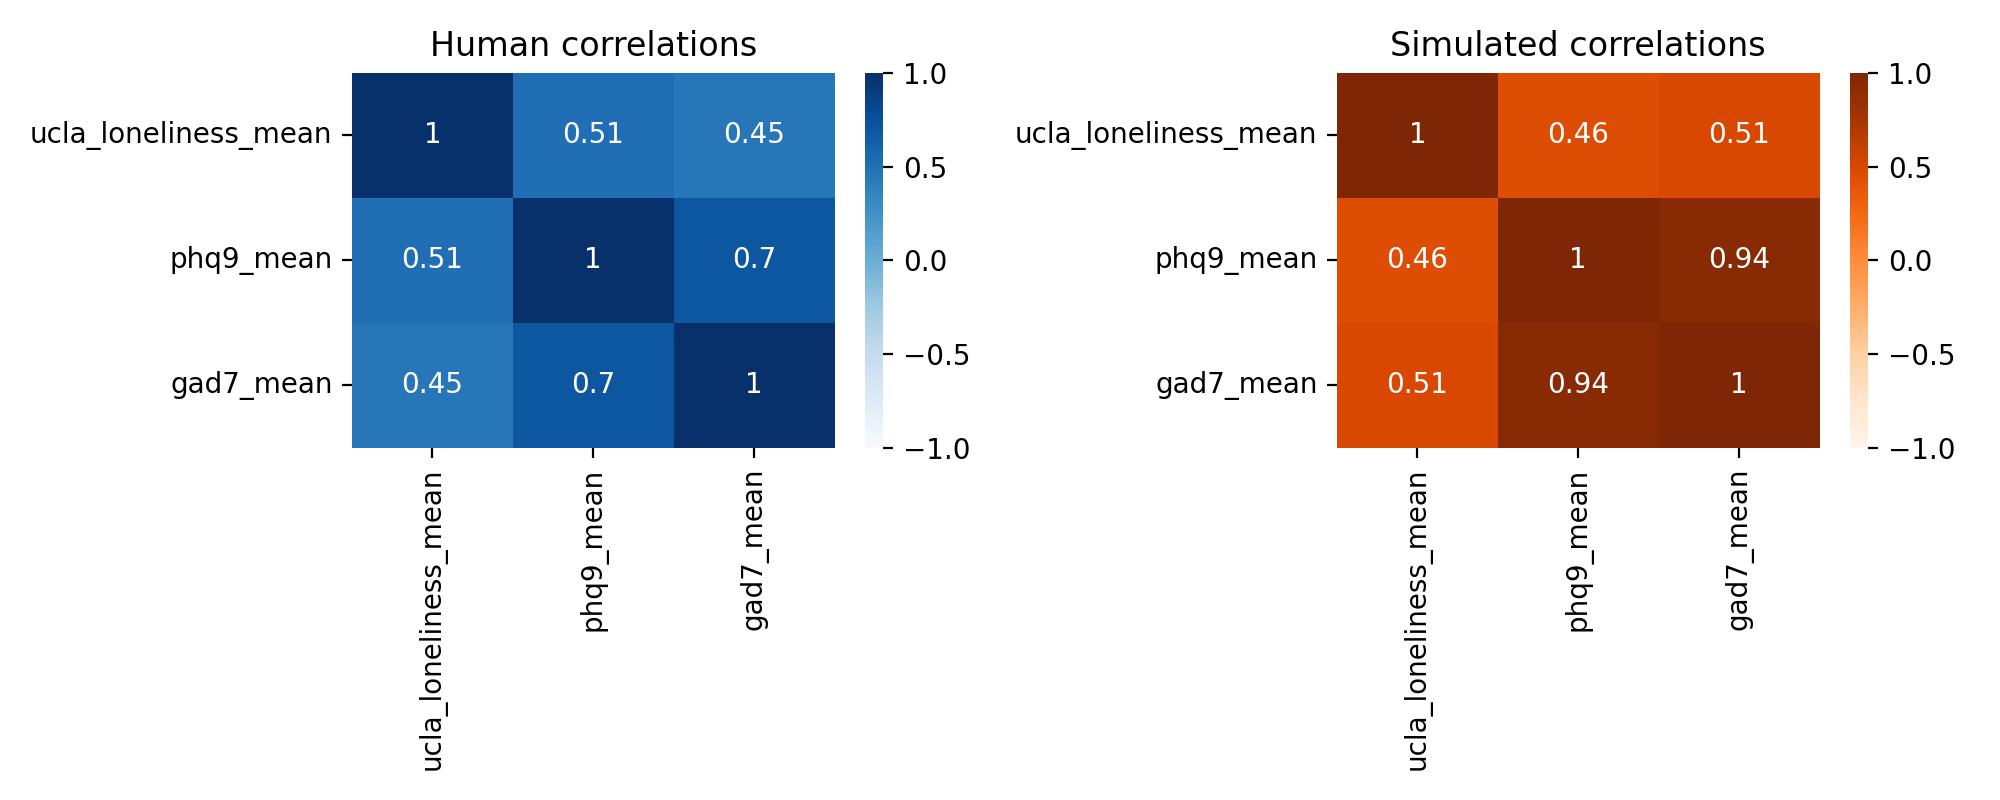 Human correlations
ucla_loneliness_mean 1 0.51 0.45
phq9_mean 0.51 1 0.7
gad7_mean 0.45 0.7 1
ucla_loneliness_mean
phq9_mean
gad7_mean
1.0
0.5
0.0
−0.5
−1.0
Simulated correlations
ucla_loneliness_mean 1 0.46 0.51
phq9_mean 0.46 1 0.94
gad7_mean 0.51 0.94 1
ucla_loneliness_mean
phq9_mean
gad7_mean
1.0
0.5
0.0
−0.5
−1.0